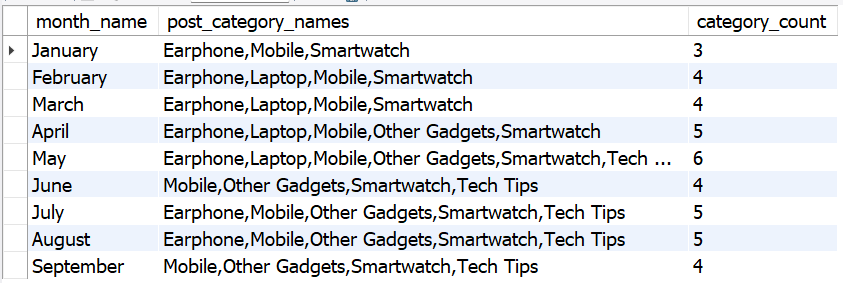 month_name post_category_names category_count
January Earphone,Mobile,Smartwatch 3
February Earphone,Laptop,Mobile,Smartwatch 4
March Earphone,Laptop,Mobile,Smartwatch 4
April Earphone,Laptop,Mobile,Other Gadgets,Smartwatch 5
May Earphone,Laptop,Mobile,Other Gadgets,Smartwatch,Tech ... 6
June Mobile,Other Gadgets,Smartwatch,Tech Tips 4
July Earphone,Mobile,Other Gadgets,Smartwatch,Tech Tips 5
August Earphone,Mobile,Other Gadgets,Smartwatch,Tech Tips 5
September Mobile,Other Gadgets,Smartwatch,Tech Tips 4